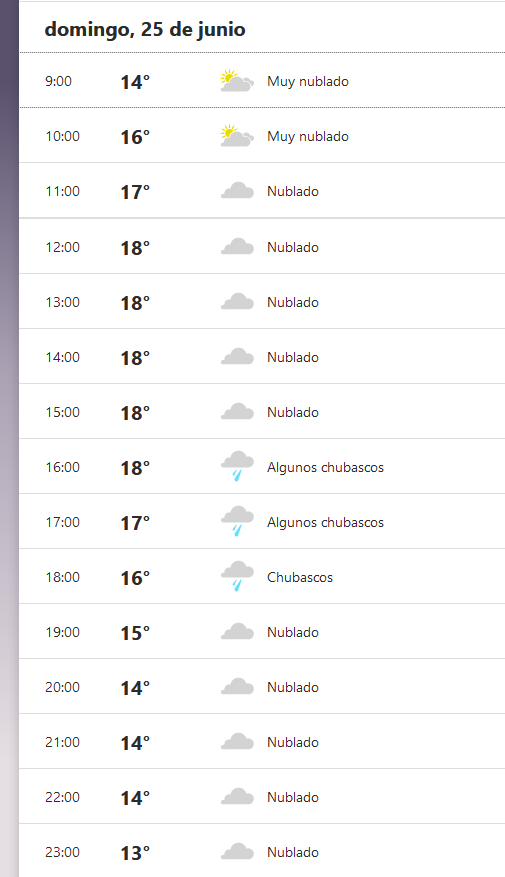 domingo, 25 de junio
9:00 14° Muy nublado
10:00 16° Muy nublado
11:00 17° Nublado
12:00 18° Nublado
13:00 18° Nublado
14:00 18° Nublado
15:00 18° Nublado
16:00 18° Algunos chubascos
17:00 17° Algunos chubascos
18:00 16° Chubascos
19:00 15° Nublado
20:00 14° Nublado
21:00 14° Nublado
22:00 14° Nublado
23:00 13° Nublado